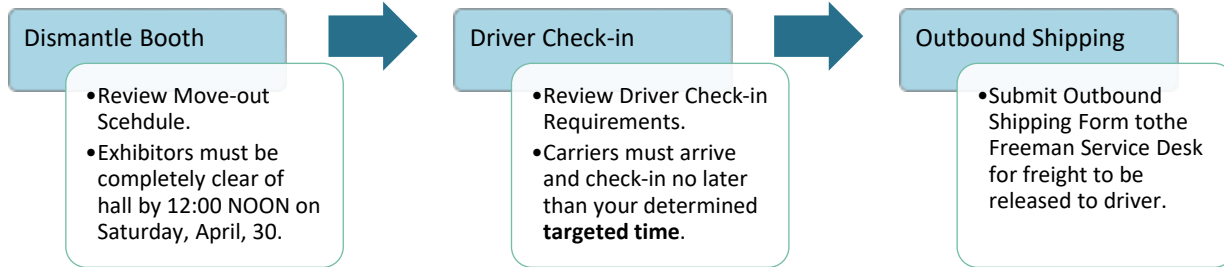 Dismantle Booth
•Review Move-out
Scehdule.
•Exhibitors must be
completely clear of
hall by 12:00 NOON on
Saturday, April, 30.
Driver Check-in
•Review Driver Check-in
Requirements.
•Carriers must arrive
and check-in no later
than your determined
targeted time.
Outbound Shipping
•Submit Outbound
Shipping Form tothe
Freeman Service Desk
for freight to be
released to driver.